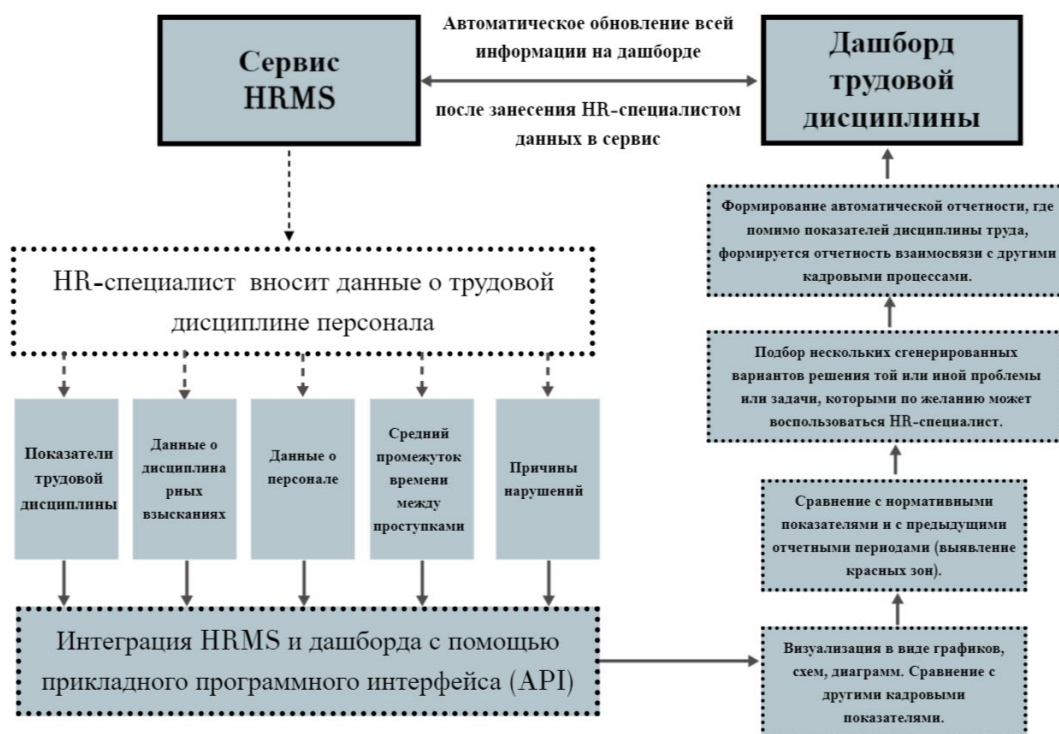 Сервис
HRMS
Автоматическое обновление всей
информации на дашборде
после занесения HR-специалистом
данных в сервис
Дашборд
трудовой
дисциплины
HR-специалист вносит данные о трудовой
дисциплине персонала
Показатели
трудовой
дисциплины
Данные о
дисциплина
рных
взысканиях
Данные о
персонале
Средний
промежуток
времени
между
проступками
Причины
нарушений
Интеграция HRMS и дашборда с помощью
прикладного программного интерфейса (API)
Визуализация в виде графиков,
схем, диаграмм. Сравнение с
другими кадровыми
показателями.
Сравнение с нормативными
показателями и с предыдущими
отчетными периодами (выявление
красных зон).
Подбор нескольких сгенерированных
вариантов решения той или иной проблемы
или задачи, которыми по желанию может
воспользоваться HR-специалист.
Формирование автоматической отчетности, где
помимо показателей дисциплины труда,
формируется отчетность взаимосвязи с другими
кадровыми процессами.